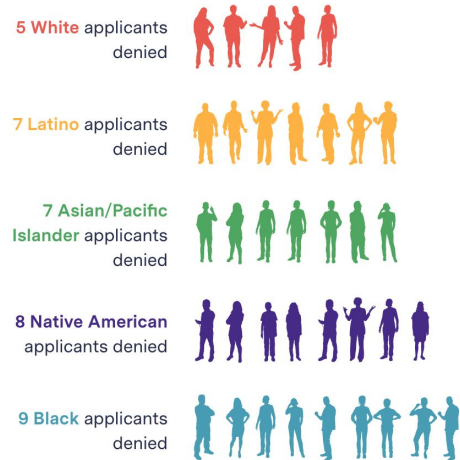 5 White applicants
denied
7 Latino applicants
denied
7 Asian/Pacific
Islander applicants
denied
8 Native American
applicants denied
9 Black applicants
denied